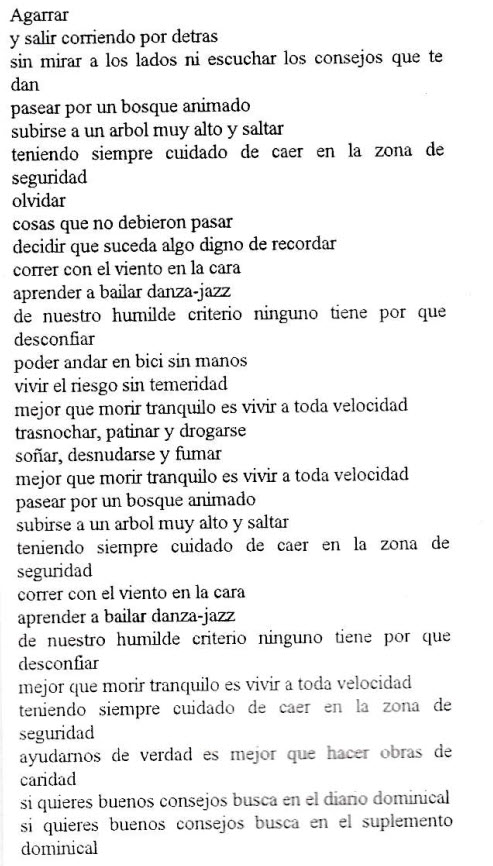 Agarrar
y salir corriendo por detras
sin mirar a los lados ni escuchar los consejos que te
dan
pasear por un bosque animado
subirse a un arbol muy alto y saltar
teniendo siempre cuidado de caer en la zona de
seguridad
olvidar
cosas que no debieron pasar
decidir que suceda algo digno de recordar
correr con el viento en la cara
aprender a bailar danza-jazz
de nuestro humilde criterio ninguno tiene por que
desconfiar
poder andar en bici sin manos
vivir el riesgo sin temeridad
mejor que morir tranquilo es vivir a toda velocidad
trasnochar, patinar y drogarse
soñar, desnudarse y fumar
mejor que morir tranquilo es vivir a toda velocidad
pasear por un bosque animado
subirse a un arbol muy alto y saltar
teniendo siempre cuidado de caer en la zona de
seguridad
correr con el viento en la cara
aprender a bailar danza-jazz
de nuestro humilde criterio ninguno tiene por que
desconfiar
mejor que morir tranquilo es vivir a toda velocidad
teniendo siempre cuidado de caer en la zona de
seguridad
ayudarnos de verdad es mejor que hacer obras de
caridad
si quieres buenos consejos busca en el diario dominical
si quieres buenos consejos busca en el suplemento
dominical